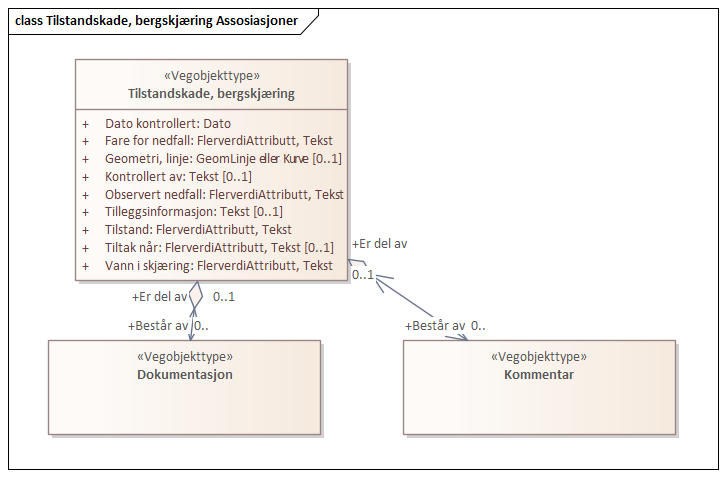 class Tilstandskade, bergskjæring Assosiasjoner
«Vegobjekttype»
Tilstandskade, bergskjæring
+ Dato kontrollert: Dato
+ Fare for nedfall: FlerverdiAttributt, Tekst
+ Geometri, linje: GeomLinje eller Kurve [0..1]
+ Kontrollert av: Tekst [0..1]
+ Observert nedfall: FlerverdiAttributt, Tekst
+ Tilleggsinformasjon: Tekst [0..1]
+ Tilstand: FlerverdiAttributt, Tekst
+ Tiltak når: FlerverdiAttributt, Tekst [0..1]
+ Vann i skjæring: FlerverdiAttributt, Tekst
+Er del av
0..1
+Er del av 0..1
+Består av 0..
+Består av 0..
«Vegobjekttype»
Dokumentasjon
«Vegobjekttype»
Kommentar